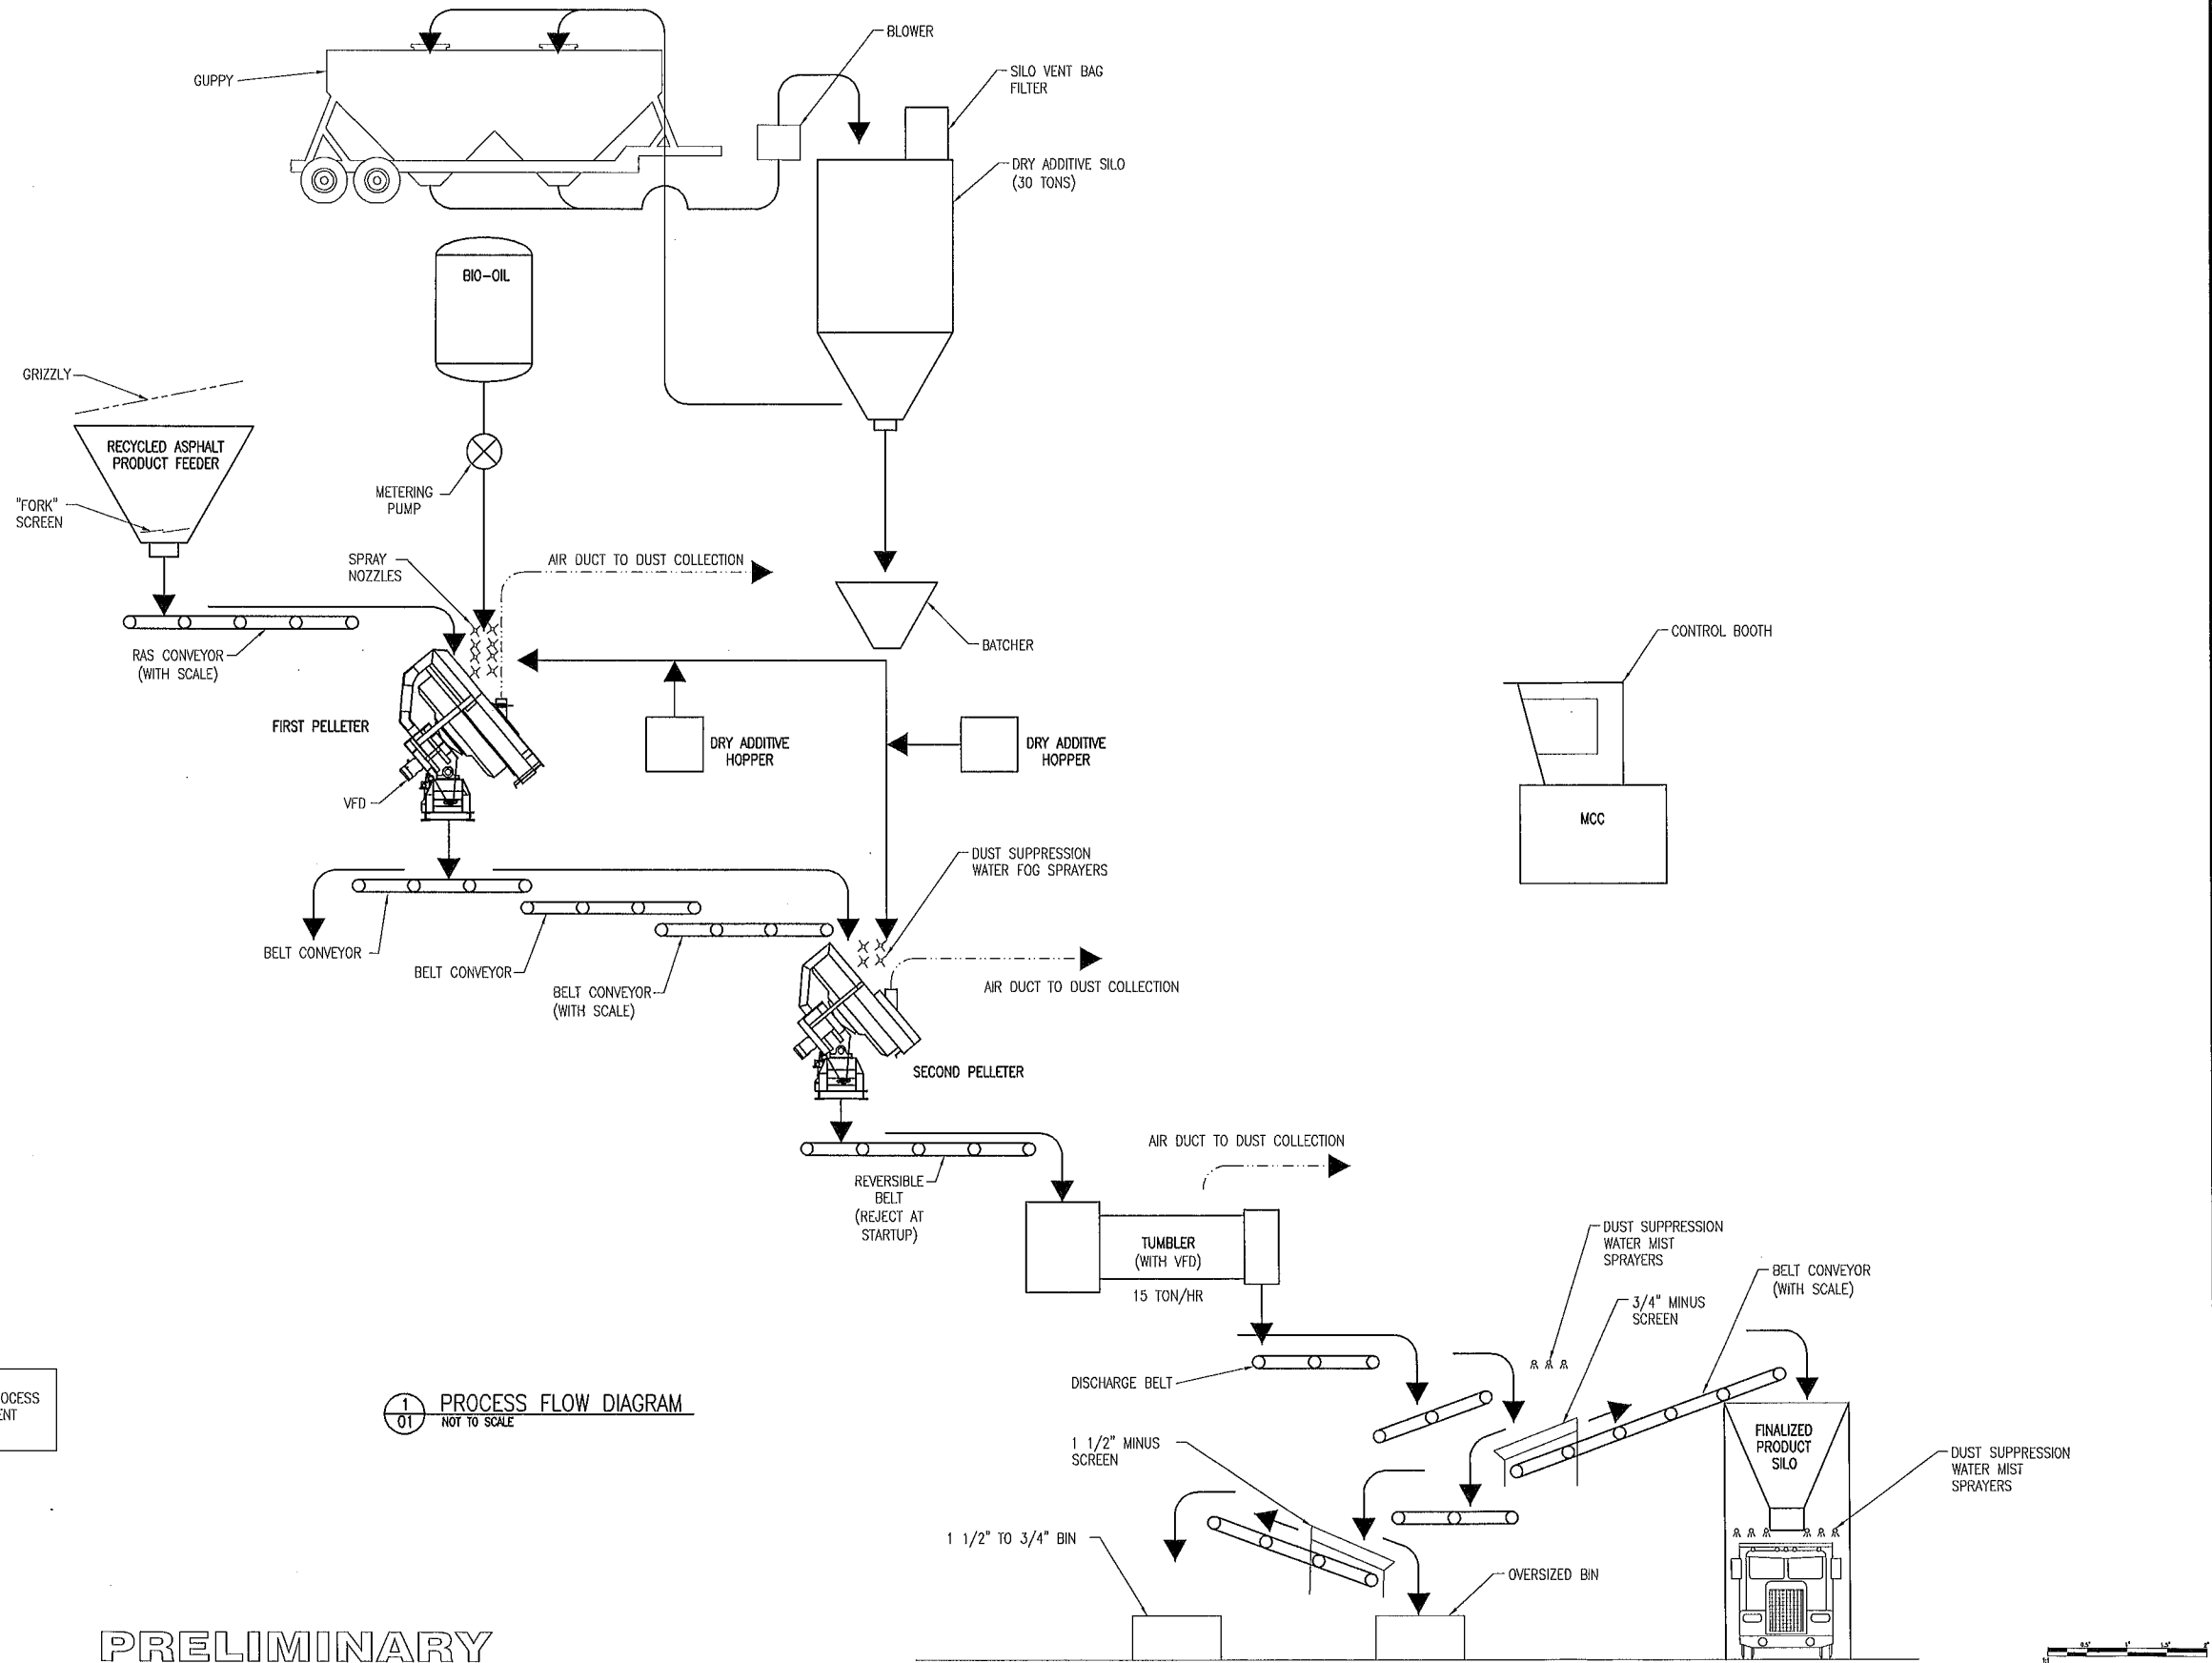 BLOWER
GUPPY
SILO VENT BAG
FILTER
DRY ADDITIVE SILO
(30 TONS)
BIO-OIL
GRIZZLY
RECYCLED ASPHALT
PRODUCT FEEDER
"FORK"
SCREEN
METERING
PUMP
SPRAY
NOZZLES
AIR DUCT TO DUST COLLECTION
BATCHER
CONTROL BOOTH
RAS CONVEYOR
(WITH SCALE)
FIRST PELLETER
DRY ADDITIVE
HOPPER
DRY ADDITIVE
HOPPER
VFD
MCC
DUST SUPPRESSION
WATER FOG SPRAYERS
BELT CONVEYOR
BELT CONVEYOR
BELT CONVEYOR
(WITH SCALE)
AIR DUCT TO DUST COLLECTION
SECOND PELLETER
AIR DUCT TO DUST COLLECTION
REVERSIBLE
BELT
(REJECT AT
STARTUP)
TUMBLER
(WITH VFD)
15 TON/HR
DUST SUPPRESSION
WATER MIST
SPRAYERS
BELT CONVEYOR
(WITH SCALE)
3/4" MINUS
SCREEN
DISCHARGE BELT
OCESS
ENT
1
01
PROCESS FLOW DIAGRAM
NOT TO SCALE
1 1/2" MINUS
SCREEN
FINALIZED
PRODUCT
SILO
DUST SUPPRESSION
WATER MIST
SPRAYERS
1 1/2" TO 3/4" BIN
OVERSIZED BIN
PRELIMINARY